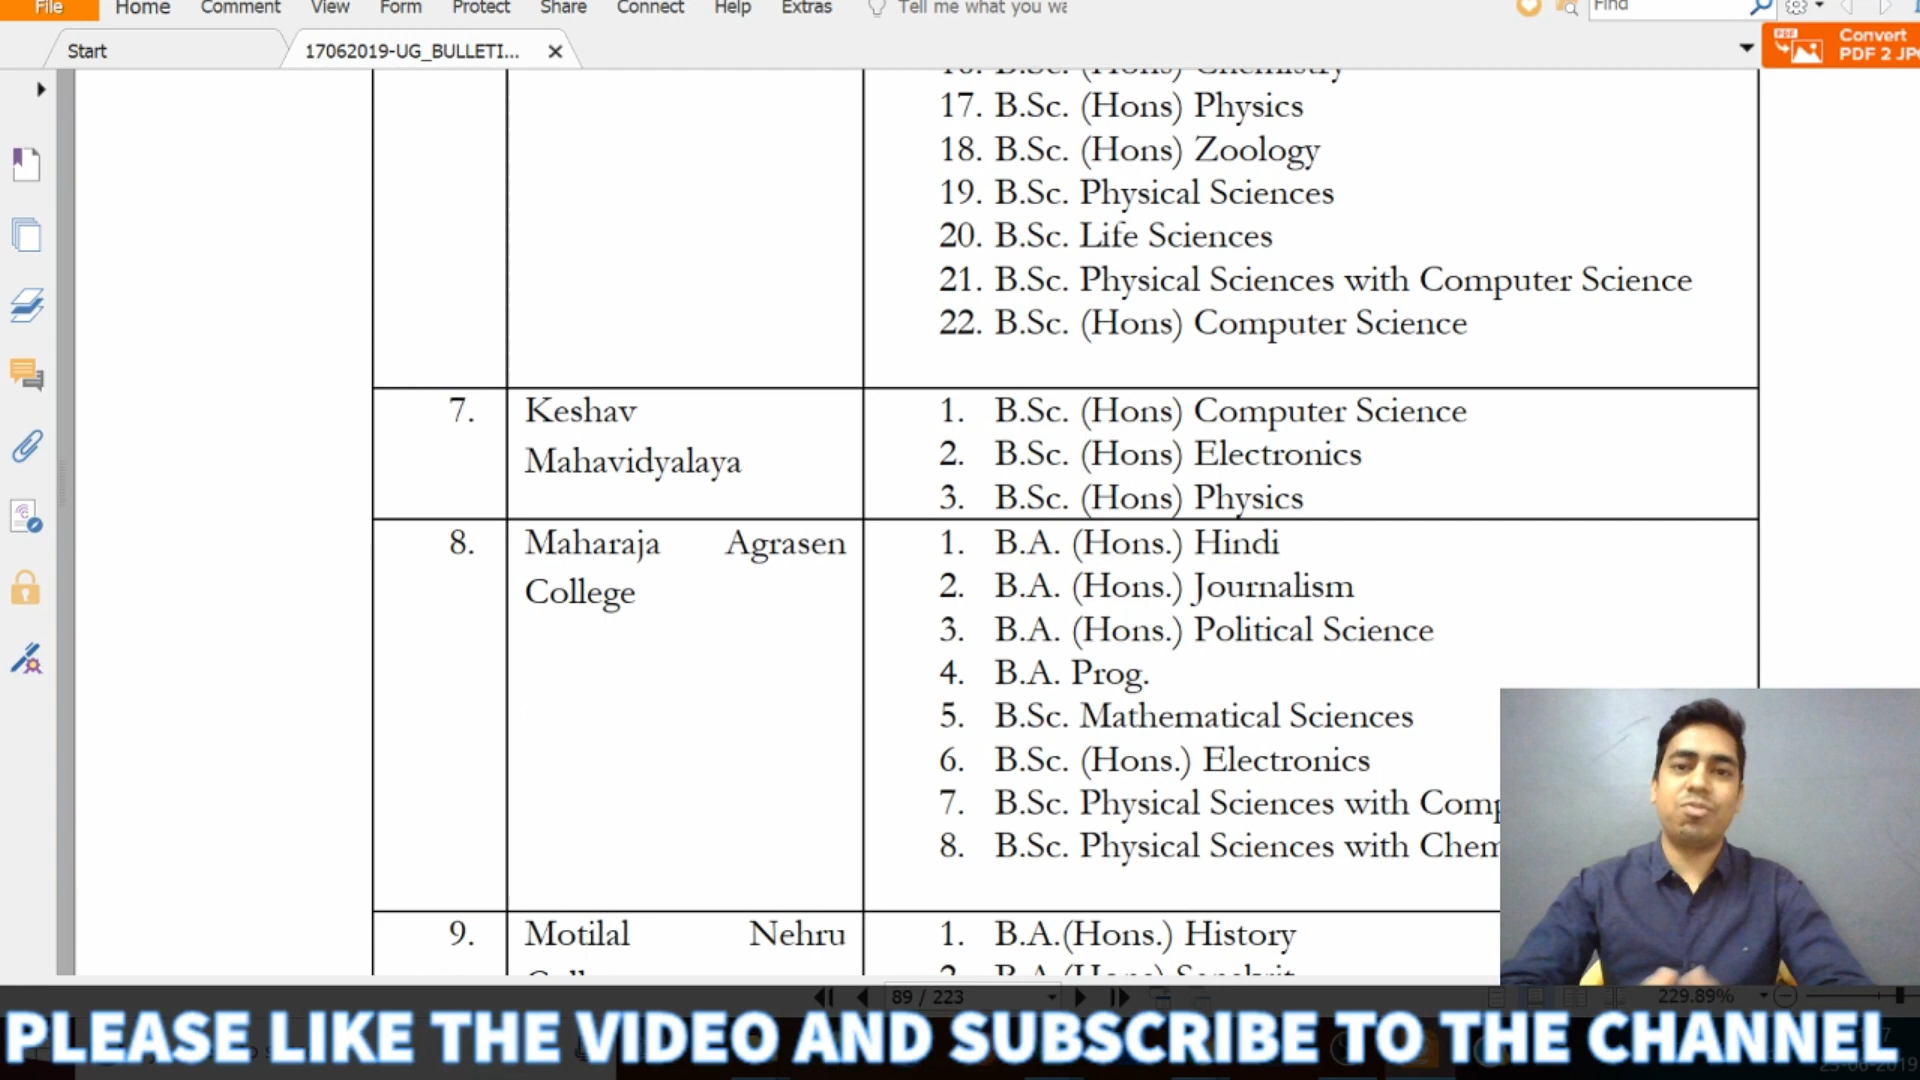 File Home Comment View Form Protect Share Connect Help Extras Tell me what you wa Find
Start 17062019-UG_BULLETI...
Convert
PDF 2 JP
17. B.Sc. (Hons) Physics
18. B.Sc. (Hons) Zoology
19. B.Sc. Physical Sciences
20. B.Sc. Life Sciences
21. B.Sc. Physical Sciences with Computer Science
22. B.Sc. (Hons) Computer Science
7. Keshav
Mahavidyalaya
1. B.Sc. (Hons) Computer Science
2. B.Sc. (Hons) Electronics
3. B.Sc. (Hons) Physics
8. Maharaja Agrasen
College
1. B.A. (Hons.) Hindi
2. B.A. (Hons.) Journalism
3. B.A. (Hons.) Political Science
4. B.A. Prog.
5. B.Sc. Mathematical Sciences
6. B.Sc. (Hons.) Electronics
7. B.Sc. Physical Sciences with Comp
8. B.Sc. Physical Sciences with Chem
9. Motilal Nehru
1. B.A.(Hons.) History
89 / 223
229.89%
PLEASE LIKE THE VIDEO AND SUBSCRIBE TO THE CHANNEL